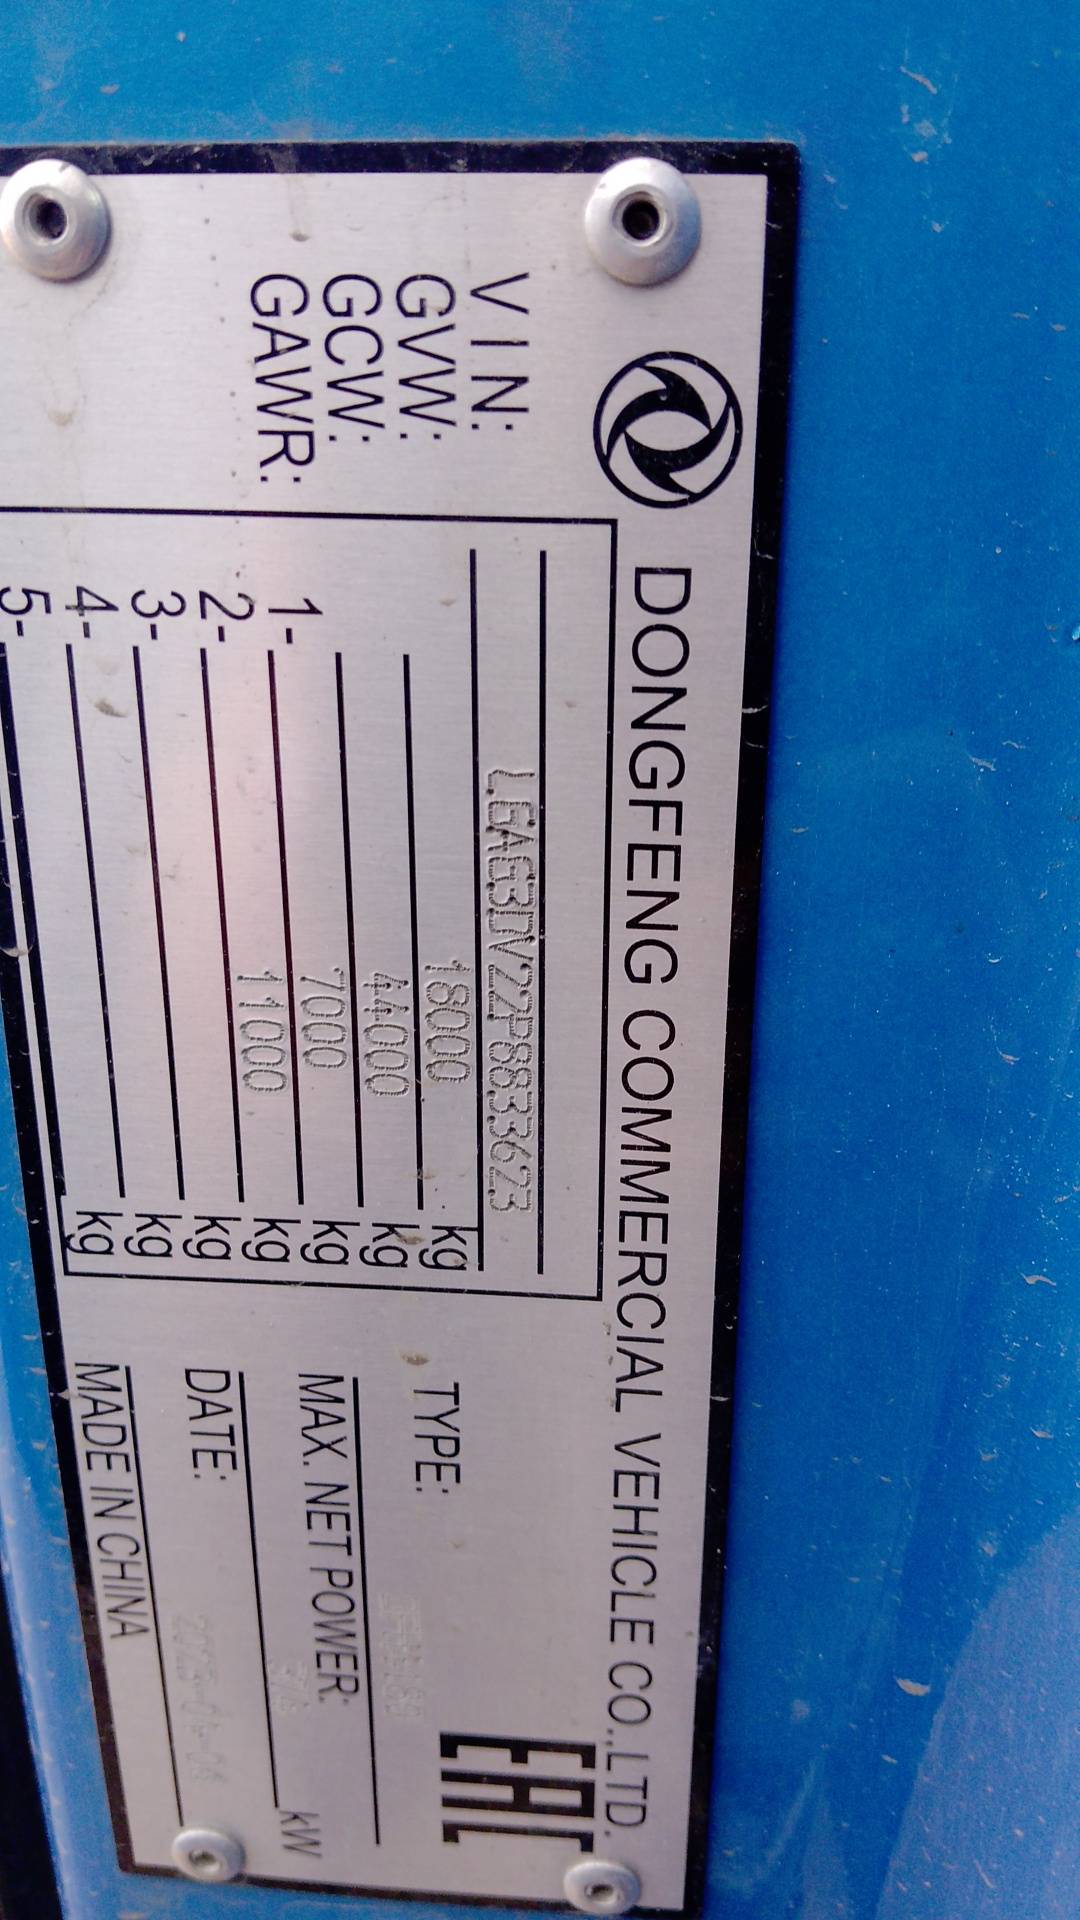 DONGFENG COMMERCIAL VEHICLE CO.,LTD.
VIN: LGAG3DV22P8833623
GVW: 18000 kg
GCW: 44000 kg
GAWR: 1- 7000 kg
2- 11000 kg
3- kg
4- kg
5- kg
EAC
TYPE:
MAX. NET POWER: kW
DATE:
MADE IN CHINA